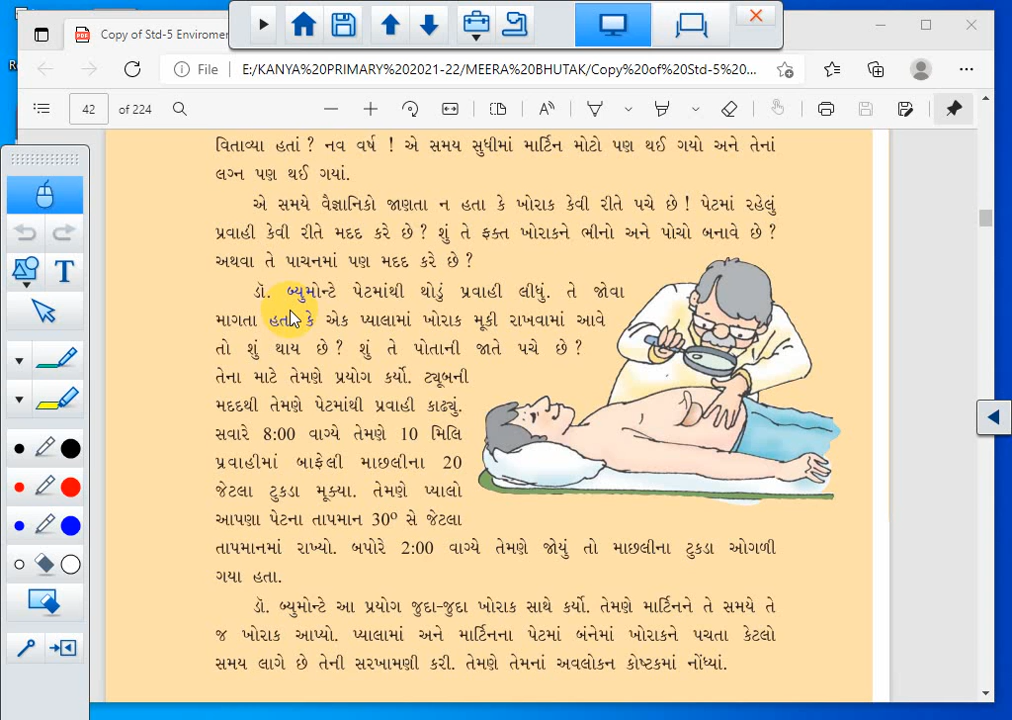 Copy of Std-5 Enviromen
File
E:/KANYA%20PRIMARY%202021-22/MEERA%20BHUTAK/Copy%20of%20Std-5%20...
42 of 224
વિતાવ્યા હતાં ? નવ વર્ષ ! એ સમય સુધીમાં માર્ટિન મોટો પણ થઈ ગયો અને તેનાં
લગ્ન પણ થઈ ગયાં.
એ સમયે વૈજ્ઞાનિકો જાણતા ન હતા કે ખોરાક કેવી રીતે પચે છે ! પેટમાં રહેલું
પ્રવાહી કેવી રીતે મદદ કરે છે ? શું તે ફક્ત ખોરાકને ભીનો અને પોચો બનાવે છે ?
અથવા તે પાચનમાં પણ મદદ કરે છે ?
ડૉ. બ્યુમોન્ટે પેટમાંથી થોડું પ્રવાહી લીધું. તે જોવા
માગતા હતા કે એક પ્યાલામાં ખોરાક મૂકી રાખવામાં આવે
તો શું થાય છે ? શું તે પોતાની જાતે પચે છે ?
તેના માટે તેમણે પ્રયોગ કર્યો. ટ્યૂબની
મદદથી તેમણે પેટમાંથી પ્રવાહી કાઢ્યું.
સવારે 8:00 વાગ્યે તેમણે 10 મિલિ
પ્રવાહીમાં બાફેલી માછલીના 20
જેટલા ટુકડા મૂક્યા. તેમણે પ્યાલો
આપણા પેટના તાપમાન 30º સે જેટલા
તાપમાનમાં રાખ્યો. બપોરે 2:00 વાગ્યે તેમણે જોયું તો માછલીના ટુકડા ઓગળી
ગયા હતા.
ડૉ. બ્યુમોન્ટે આ પ્રયોગ જુદા-જુદા ખોરાક સાથે કર્યો. તેમણે માર્ટિનને તે સમયે તે
જ ખોરાક આપ્યો. પ્યાલામાં અને માર્ટિનના પેટમાં બંનેમાં ખોરાકને પચતા કેટલો
સમય લાગે છે તેની સરખામણી કરી. તેમણે તેમનાં અવલોકન કોષ્ટકમાં નોંધ્યાં.